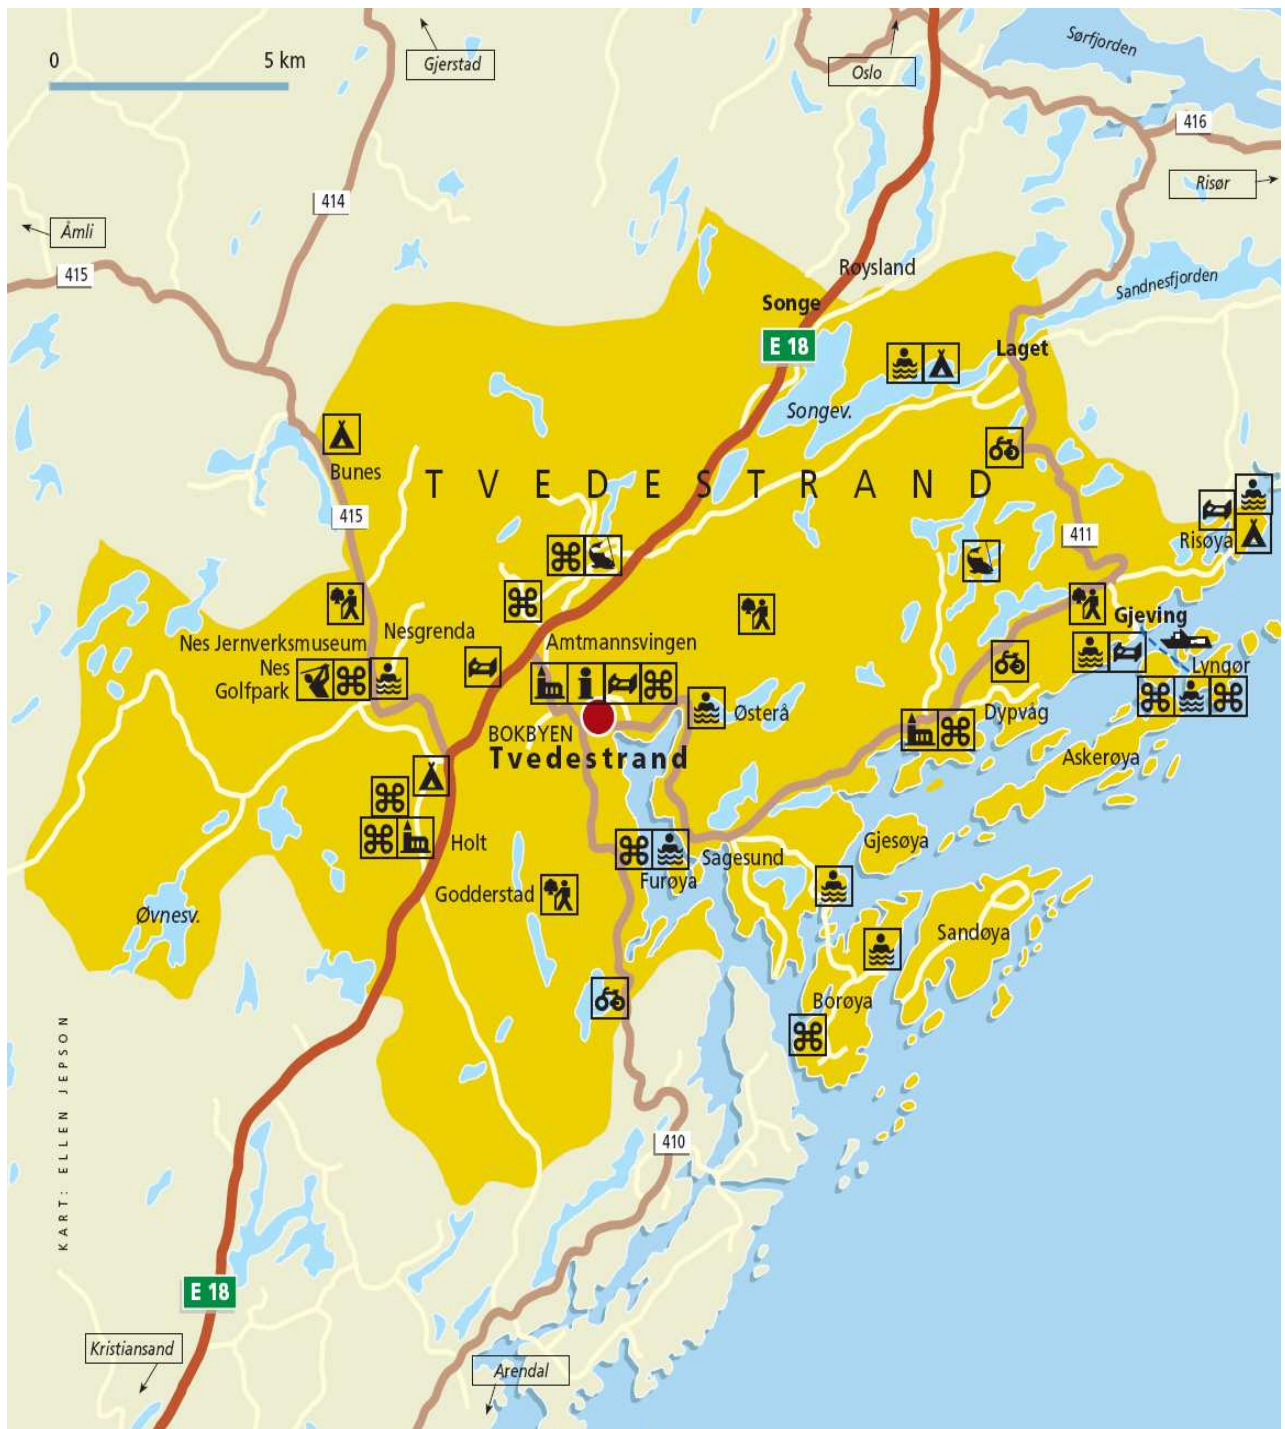 0 5 km
Gjerstad
Oslo
Sørfjorden
416
Risør
414
Åmli
415
Røysland
Sandnesfjorden
Songe
E 18
Laget
Songev.
Bunes
TVEDESTRAND
415
411
Risøya
Nes Jernverksmuseum
Nesgrenda
Amtmannsvingen
Gjeving
Nes
Golfpark
Lyngør
BOKBYEN
Tvedestrand
Østerå
Dypvåg
Askerøya
Holt
Sagesund
Gjesøya
Furøya
Godderstad
Øvnesv.
Sandøya
Borøya
KART: ELLEN JEPSON
410
E 18
Kristiansand
Arendal